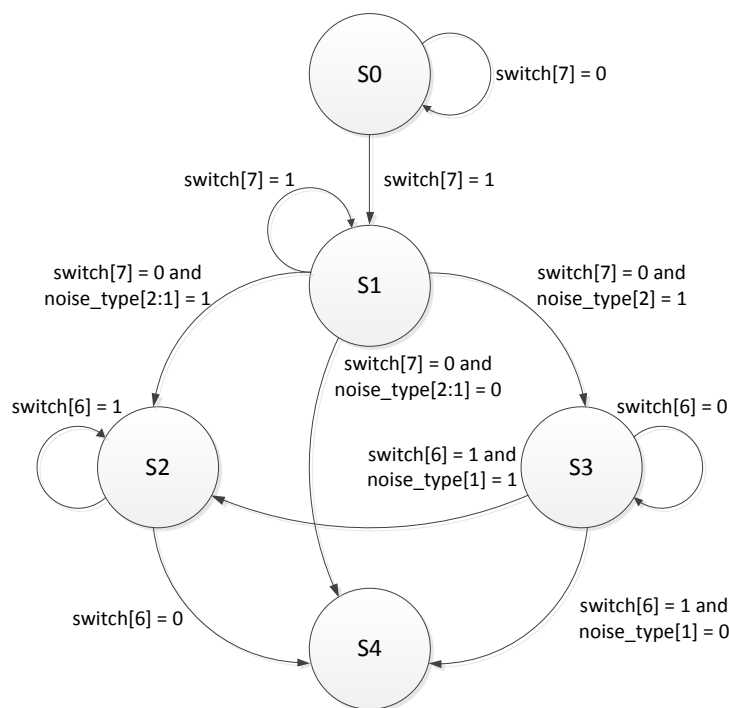 S0
switch[7] = 0
switch[7] = 1
switch[7] = 1
S1
switch[7] = 0 and
noise_type[2:1] = 1
switch[7] = 0 and
noise_type[2] = 1
switch[7] = 0 and
noise_type[2:1] = 0
switch[6] = 1
switch[6] = 0
S2
switch[6] = 1 and
noise_type[1] = 1
S3
switch[6] = 0
S4
switch[6] = 1 and
noise_type[1] = 0